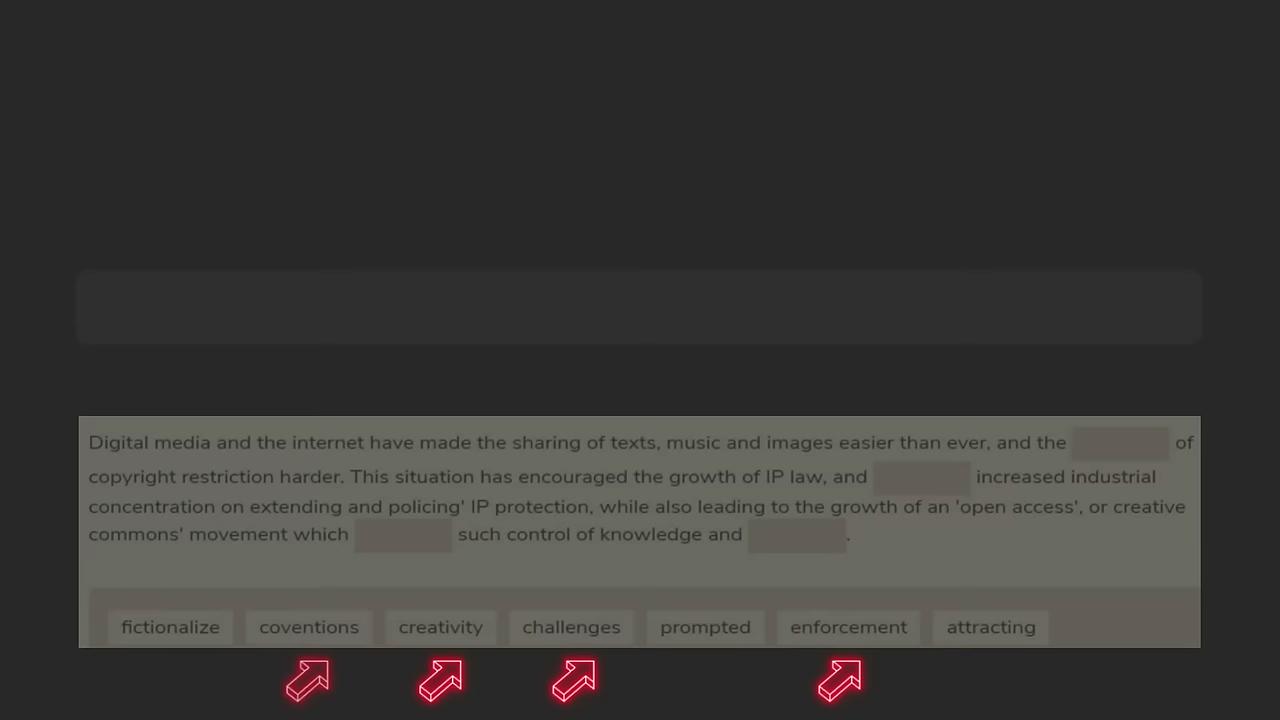 Digital media and the internet have made the sharing of texts, music and images easier than ever, and the of
copyright restriction harder. This situation has encouraged the growth of IP law, and increased industrial
concentration on extending and policing' IP protection, while also leading to the growth of an 'open access', or creative
commons' movement which such control of knowledge and .
fictionalize coventions creativity challenges prompted enforcement attracting